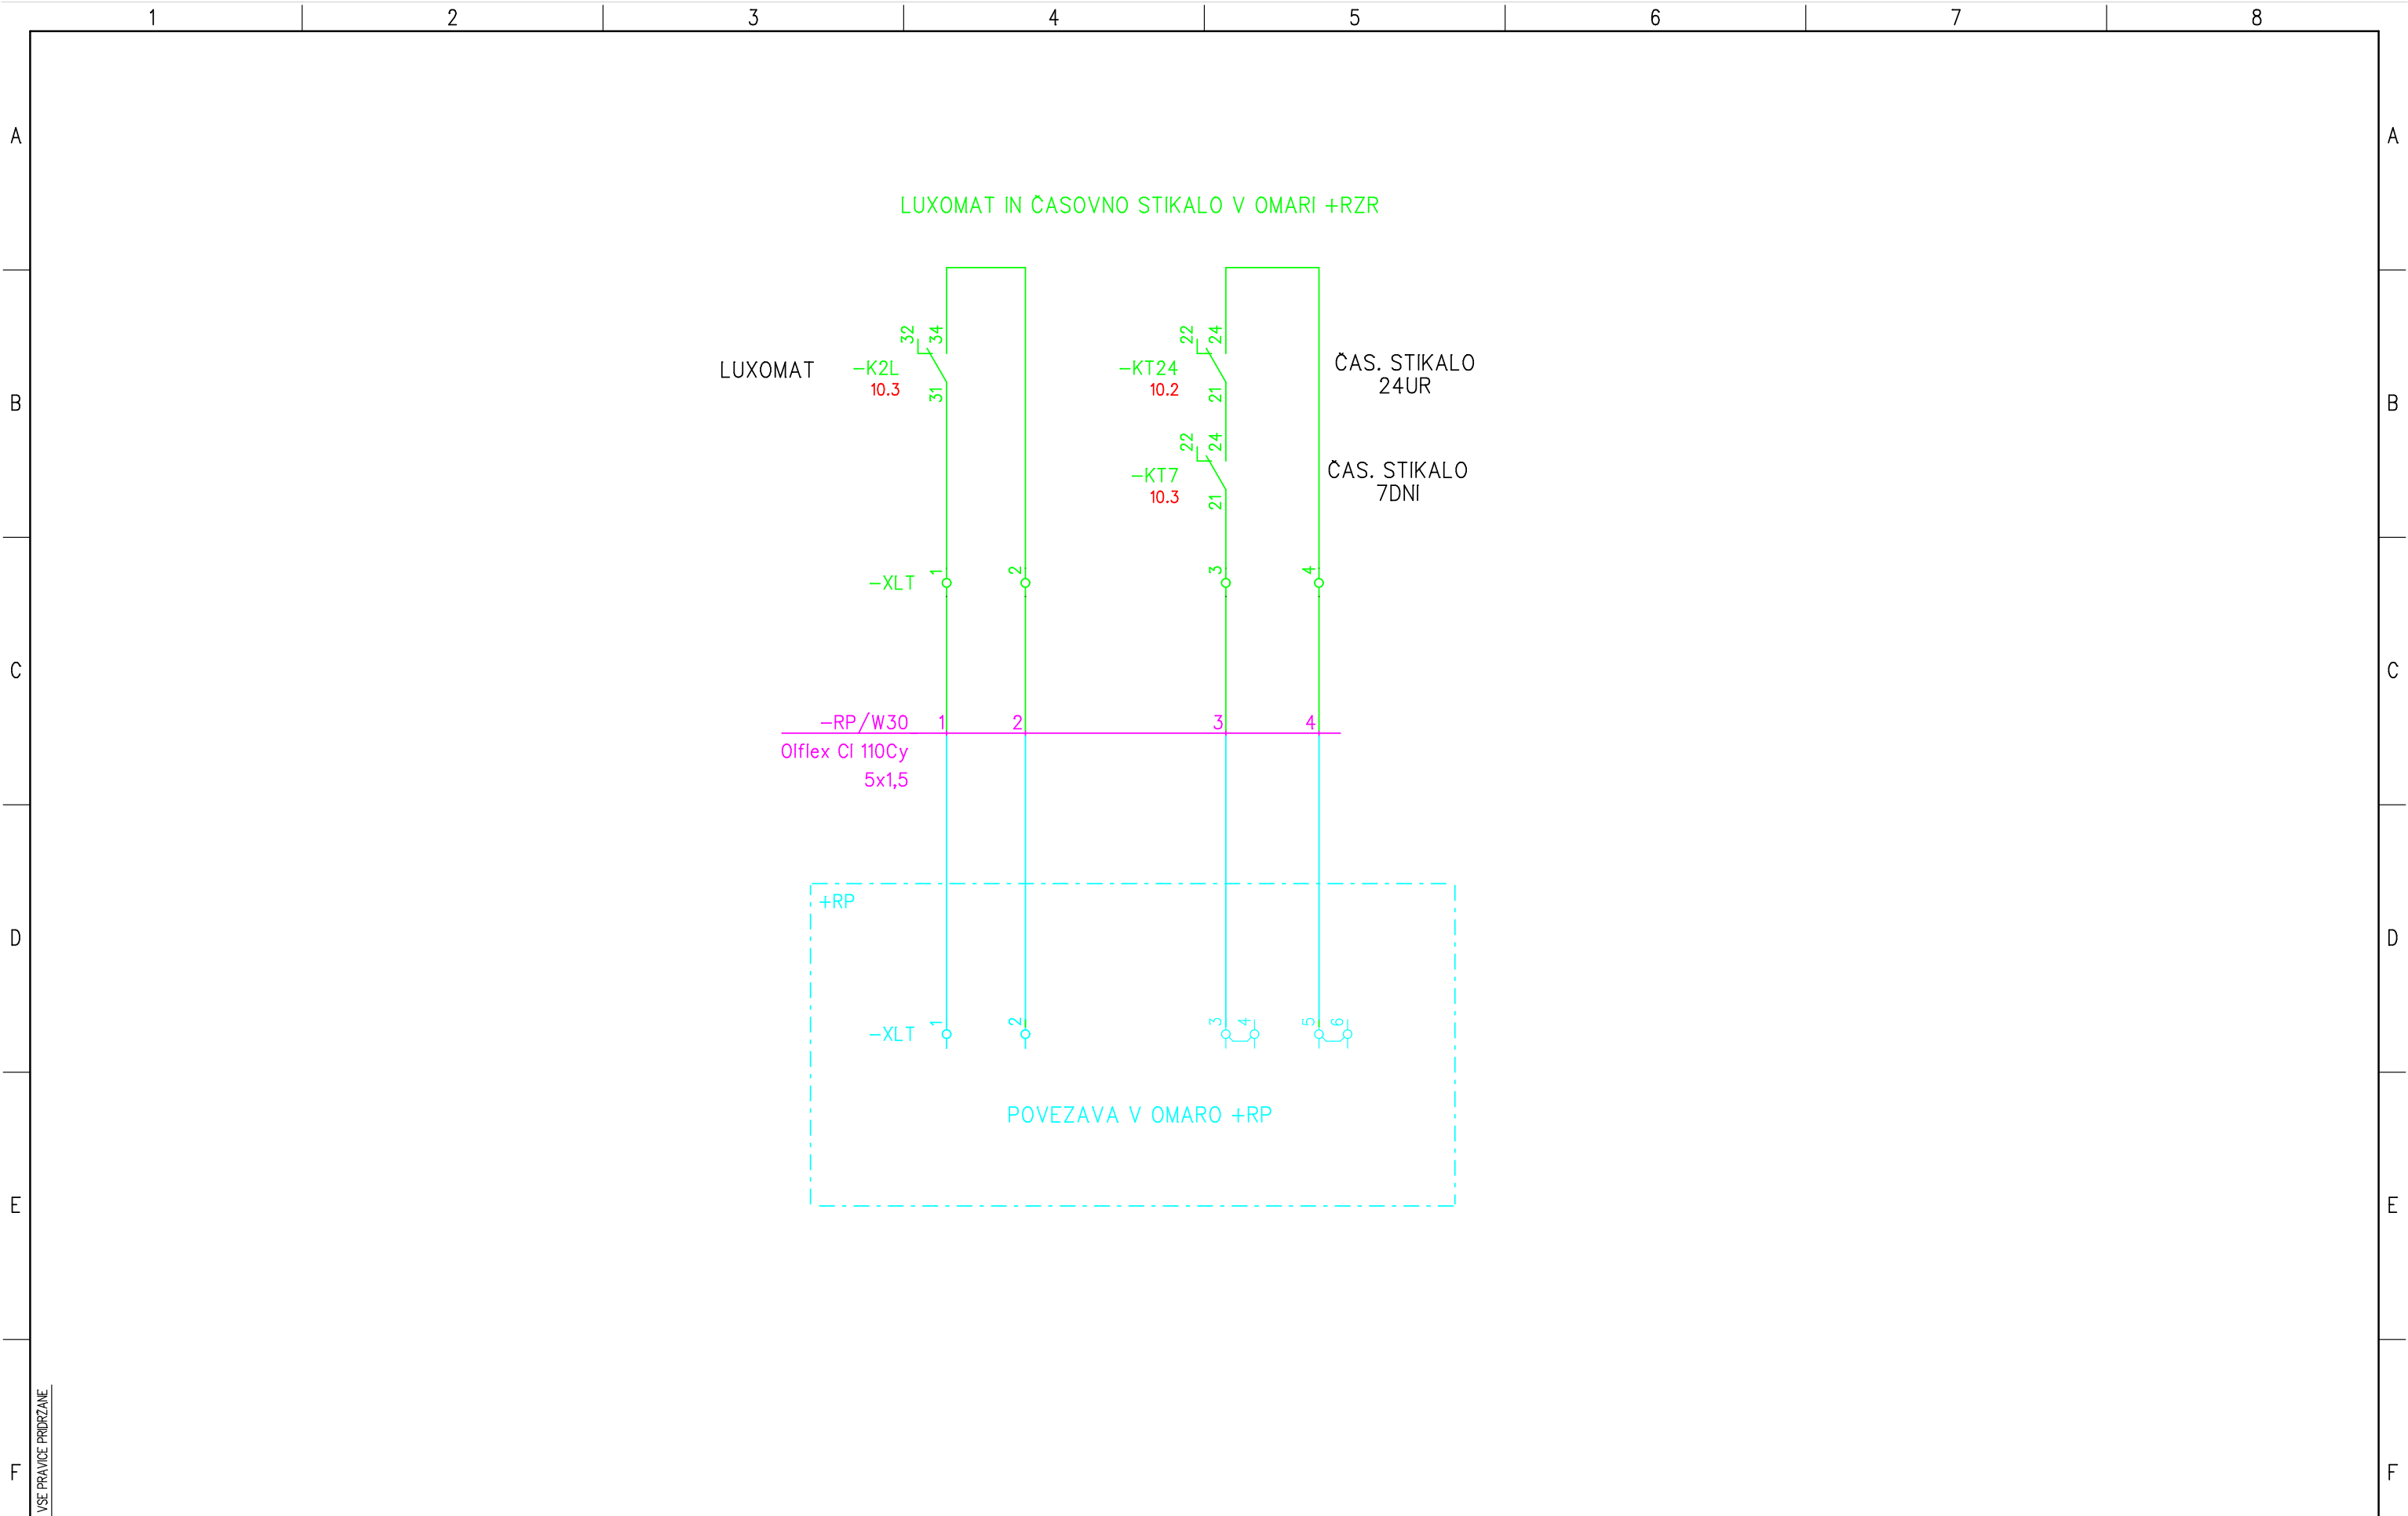 1 2 3 4 5 6 7 8
A A
LUXOMAT IN ČASOVNO STIKALO V OMARI +RZR
32 34 22 24
LUXOMAT -K2L -KT24 ČAS. STIKALO
10.3 10.2 24UR
31 21
B B
22 24
-KT7 ČAS. STIKALO
10.3 7DNI
21
-XLT 1 2 3 4
C C
-RP/W30 1 2 3 4
Olflex Cl 110Cy
5x1,5
+RP
D D
-XLT 1 2 3 4 5 6
POVEZAVA V OMARO +RP
E E
VSE PRAVICE PRIDRŽANE
F F